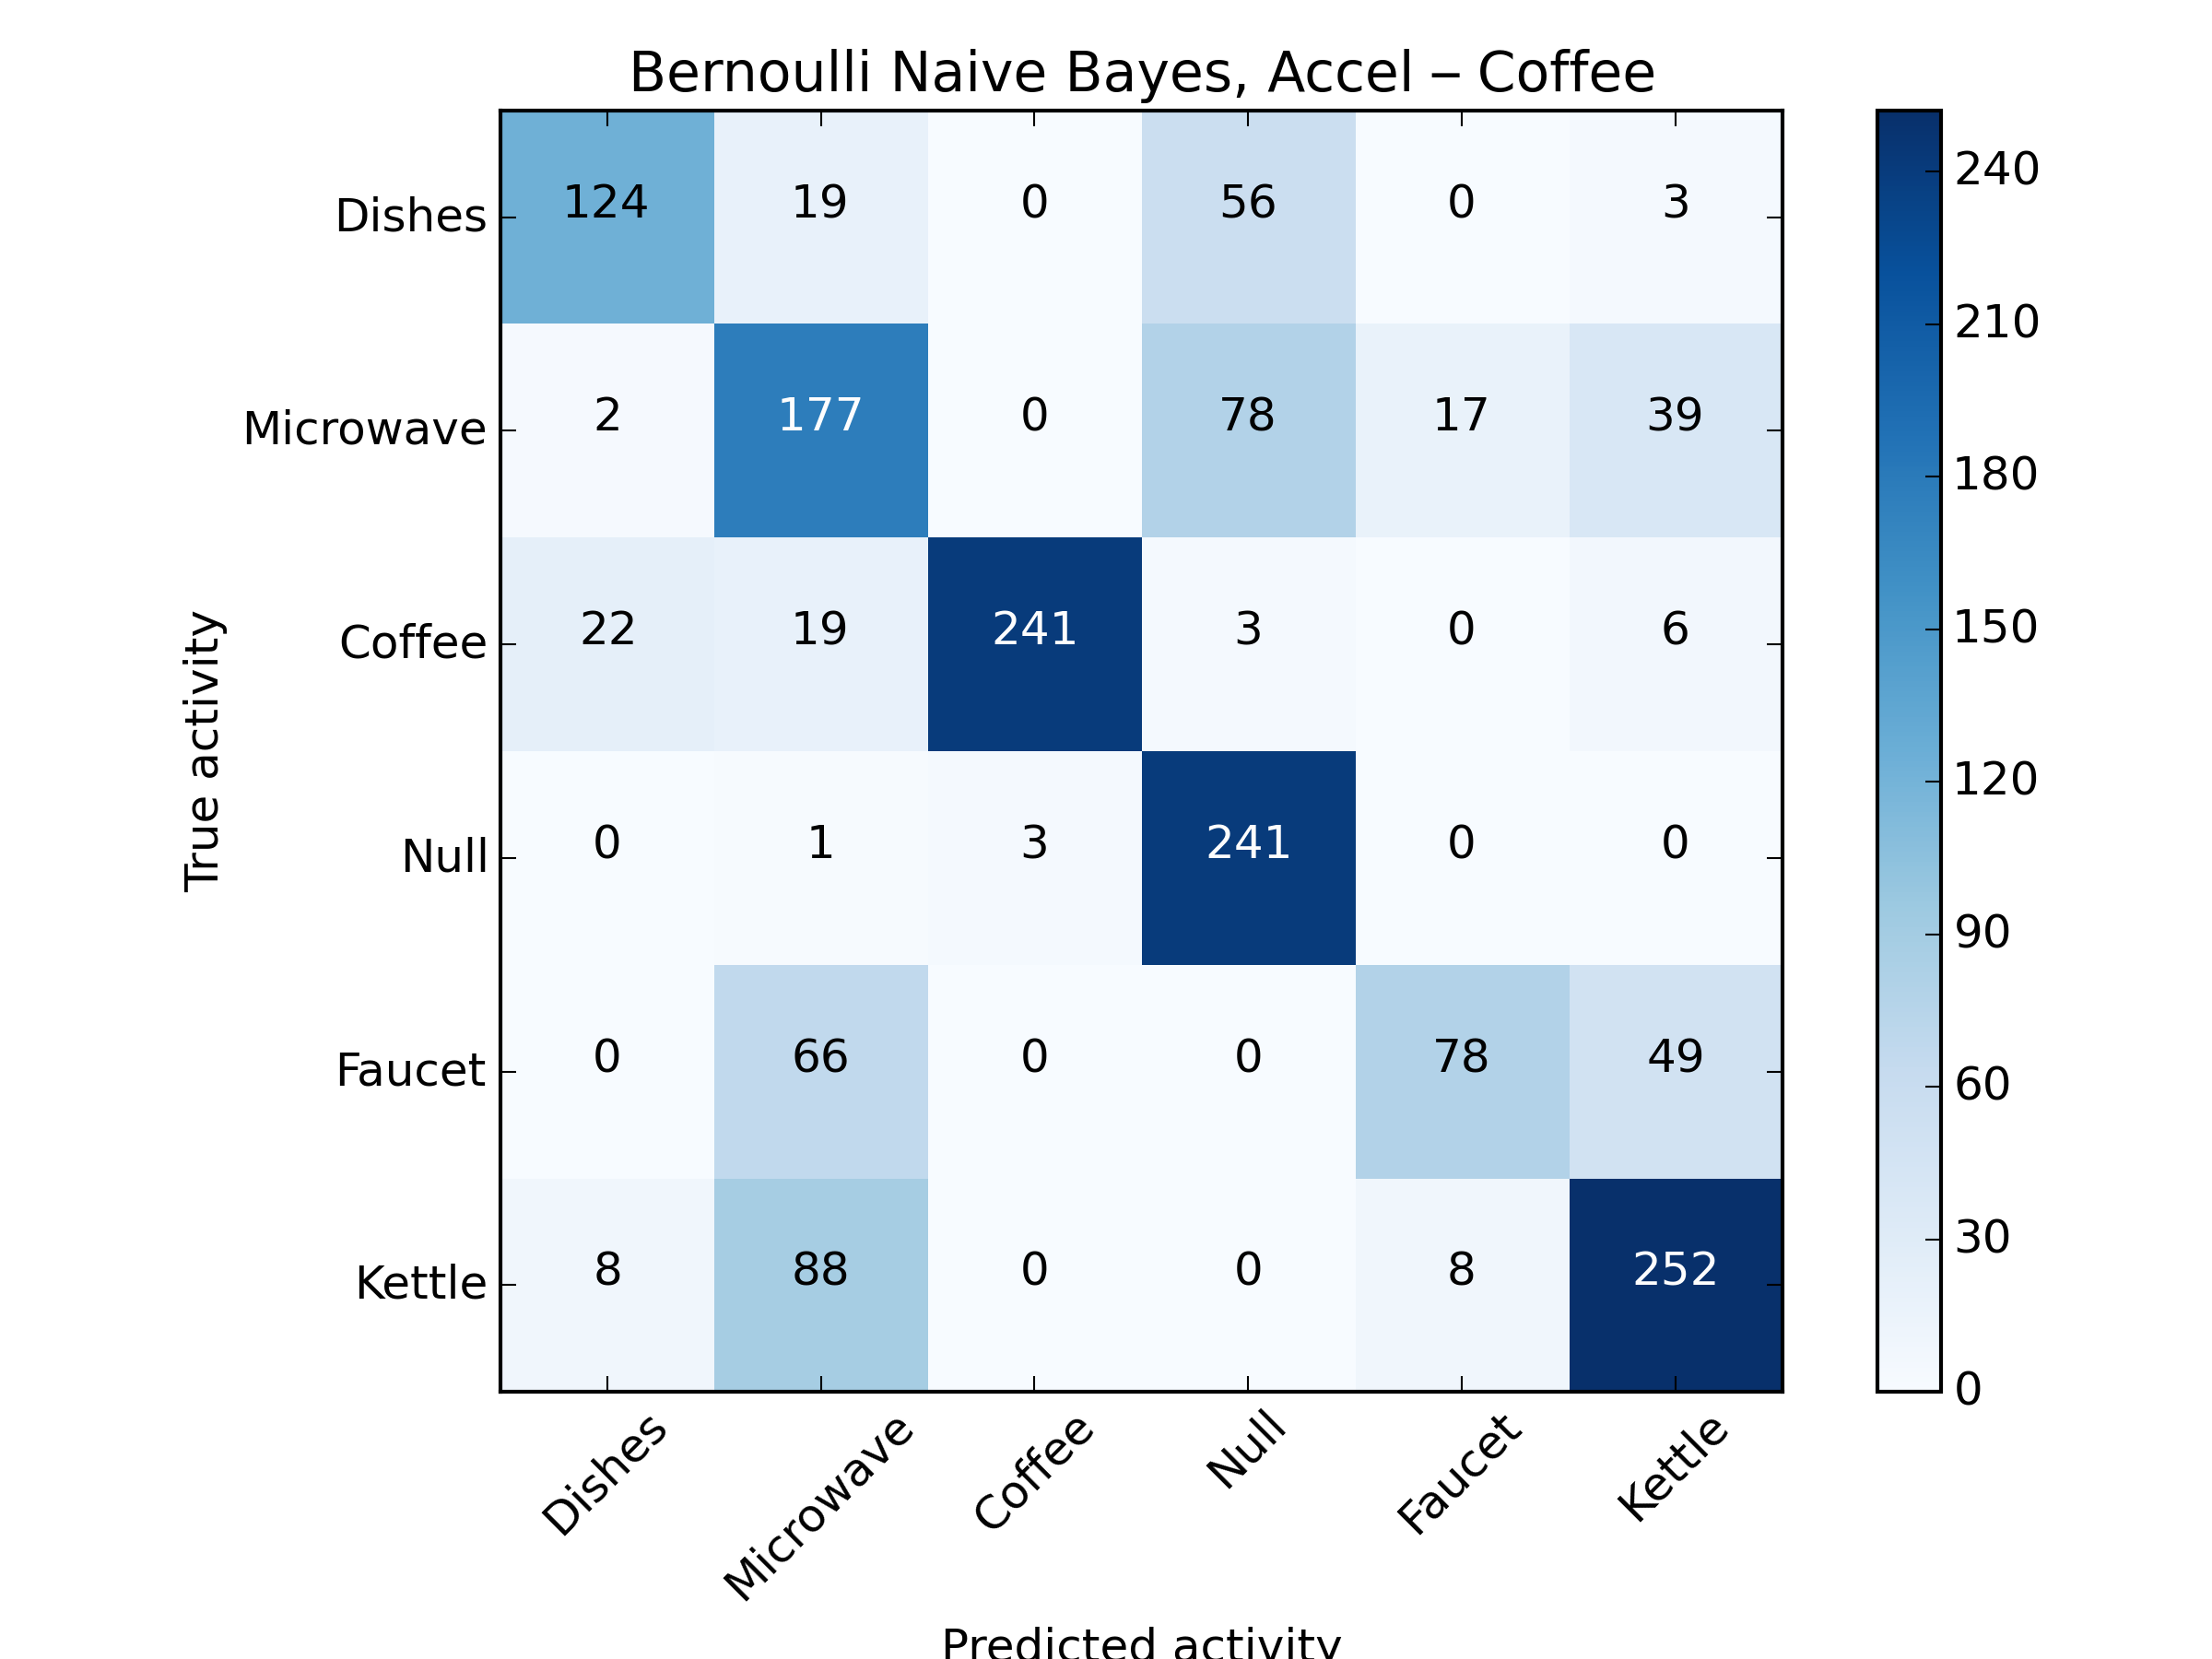 Bernoulli Naive Bayes, Accel – Coffee
Dishes 124 19 0 56 0 3
Microwave 2 177 0 78 17 39
Coffee 22 19 241 3 0 6
Null 0 1 3 241 0 0
Faucet 0 66 0 0 78 49
Kettle 8 88 0 0 8 252
True activity
Dishes Microwave Coffee Null Faucet Kettle
Predicted activity
240
210
180
150
120
90
60
30
0